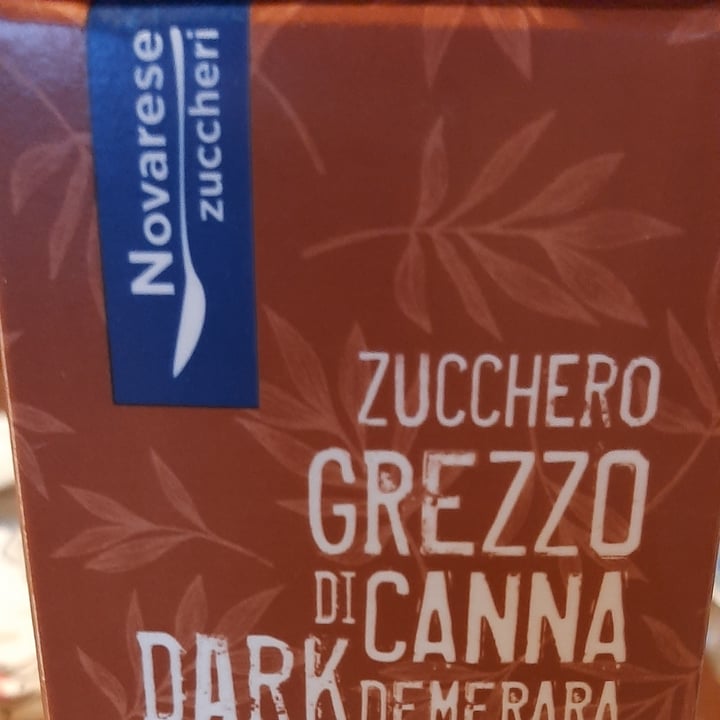 Novarese
zuccheri
ZUCCHERO
GREZZO
DI CANNA
DARK DEMERARA